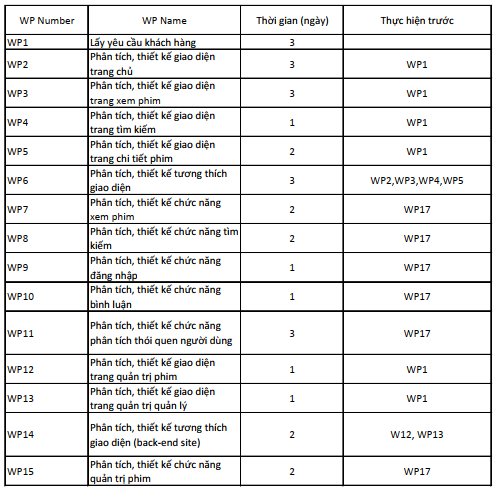 WP Number WP Name Thời gian (ngày) Thực hiện trước
WP1 Lấy yêu cầu khách hàng 3
WP2 Phân tích, thiết kế giao diện trang chủ 3 WP1
WP3 Phân tích, thiết kế giao diện trang xem phim 3 WP1
WP4 Phân tích, thiết kế giao diện trang tìm kiếm 1 WP1
WP5 Phân tích, thiết kế giao diện trang chi tiết phim 2 WP1
WP6 Phân tích, thiết kế tương thích giao diện 3 WP2,WP3,WP4,WP5
WP7 Phân tích, thiết kế chức năng xem phim 2 WP17
WP8 Phân tích, thiết kế chức năng tìm kiếm 2 WP17
WP9 Phân tích, thiết kế chức năng đăng nhập 1 WP17
WP10 Phân tích, thiết kế chức năng bình luận 1 WP17
WP11 Phân tích, thiết kế chức năng phân tích thói quen người dùng 3 WP17
WP12 Phân tích, thiết kế giao diện trang quản trị phim 1 WP1
WP13 Phân tích, thiết kế giao diện trang quản trị quản lý 1 WP1
WP14 Phân tích, thiết kế tương thích giao diện (back-end site) 2 W12, WP13
WP15 Phân tích, thiết kế chức năng quản trị phim 2 WP17